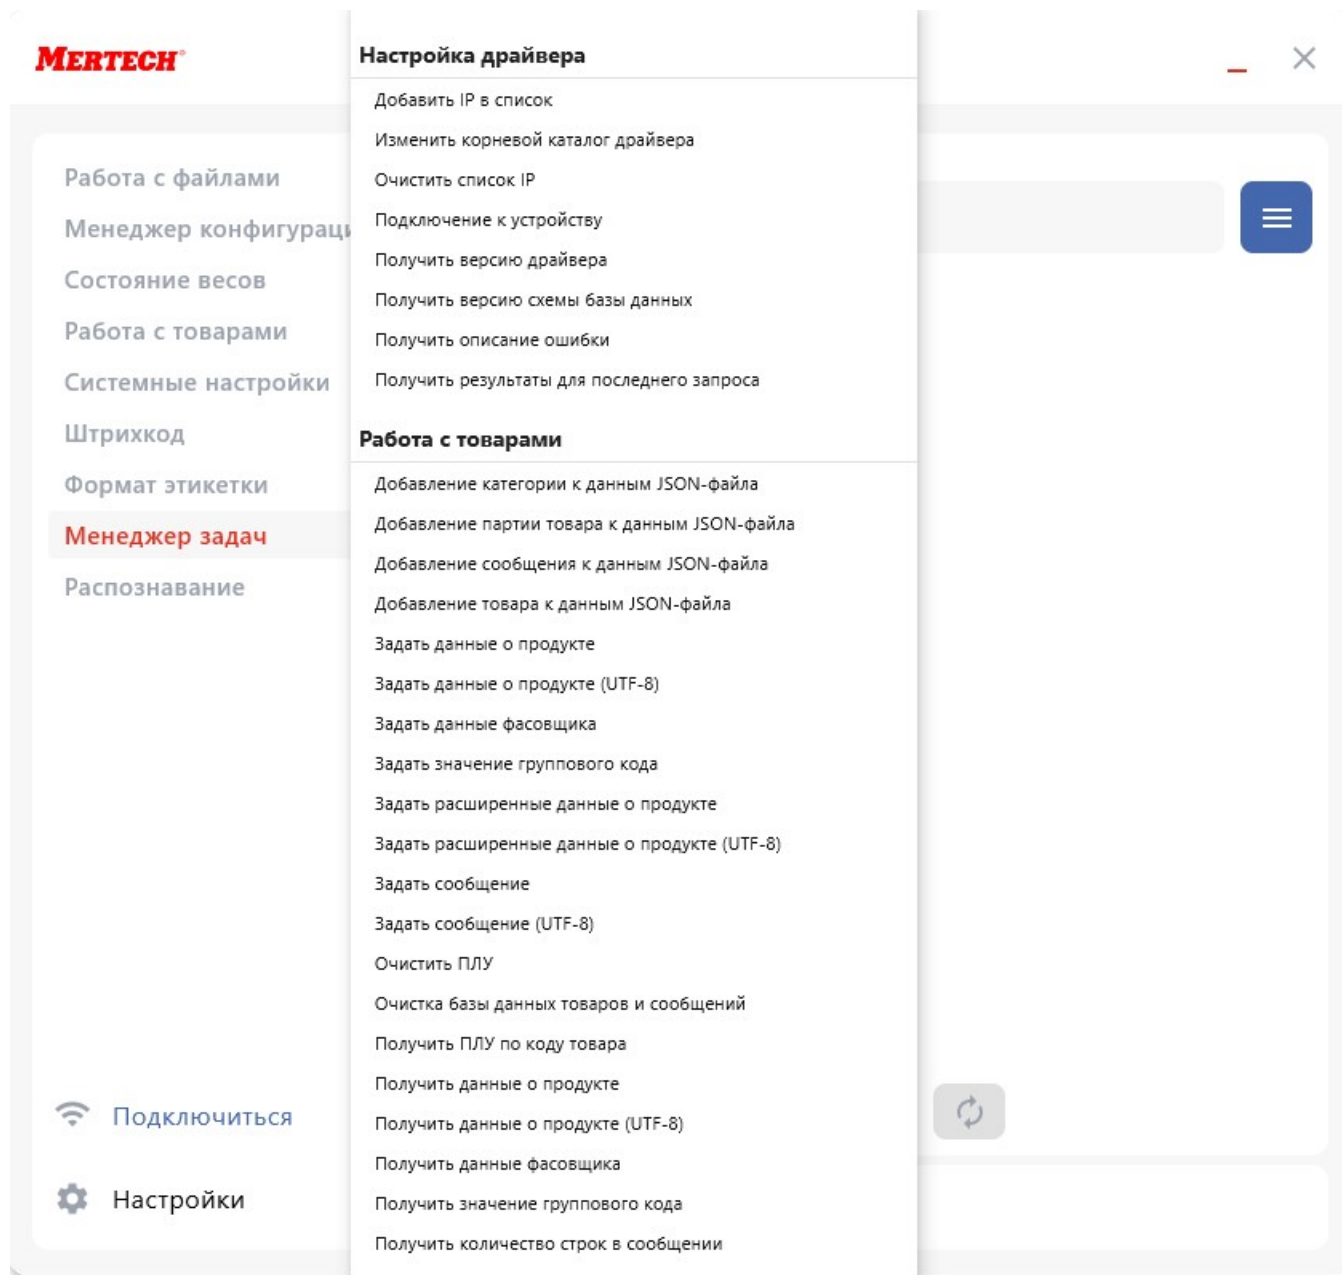 MERTECH®
Работа с файлами
Менеджер конфигураци
Состояние весов
Работа с товарами
Системные настройки
Штрихкод
Формат этикетки
Менеджер задач
Распознавание
Подключиться
Настройки
Настройка драйвера
Добавить IP в список
Изменить корневой каталог драйвера
Очистить список IP
Подключение к устройству
Получить версию драйвера
Получить версию схемы базы данных
Получить описание ошибки
Получить результаты для последнего запроса
Работа с товарами
Добавление категории к данным JSON-файла
Добавление партии товара к данным JSON-файла
Добавление сообщения к данным JSON-файла
Добавление товара к данным JSON-файла
Задать данные о продукте
Задать данные о продукте (UTF-8)
Задать данные фасовщика
Задать значение группового кода
Задать расширенные данные о продукте
Задать расширенные данные о продукте (UTF-8)
Задать сообщение
Задать сообщение (UTF-8)
Очистить ПЛУ
Очистка базы данных товаров и сообщений
Получить ПЛУ по коду товара
Получить данные о продукте
Получить данные о продукте (UTF-8)
Получить данные фасовщика
Получить значение группового кода
Получить количество строк в сообщении